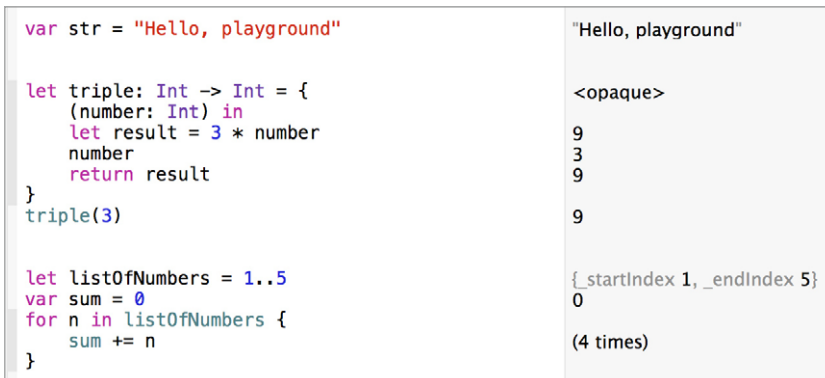 var str = "Hello, playground" "Hello, playground"
let triple: Int -> Int = { <opaque>
(number: Int) in
let result = 3 * number 9
number 3
return result 9
}
triple(3) 9
let listOfNumbers = 1..5 {_startIndex 1, _endIndex 5}
var sum = 0 0
for n in listOfNumbers {
sum += n (4 times)
}